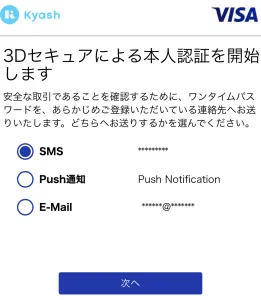 Kyash
VISA
3Dセキュアによる本人認証を開始
します
安全な取引であることを確認するために、ワンタイムパス
ワードを、あらかじめご登録いただいている連絡先へお送
りいたします。どちらへお送りするかを選んでください。
SMS *********
Push通知 Push Notification
E-Mail ******@*******
次へ